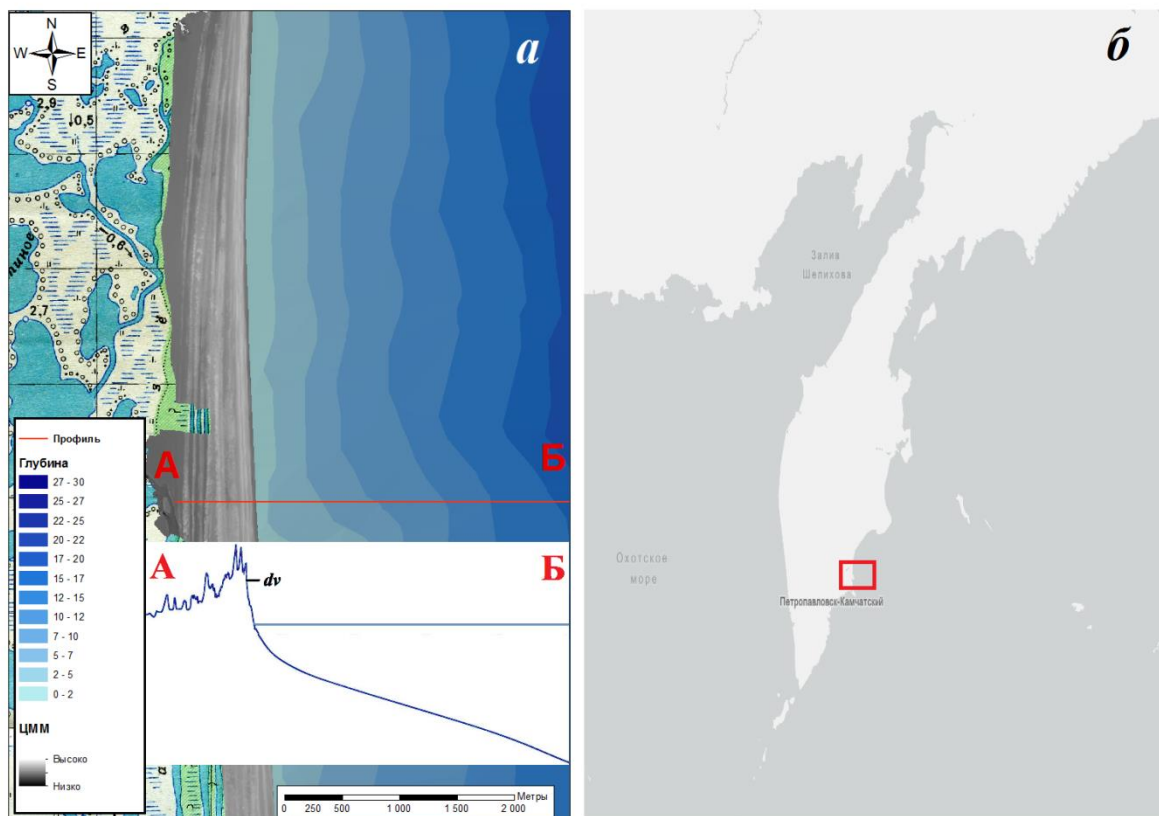 N
W E
S
а
2,9
0,5
0,6
тиное
2,7
А
Б
Профиль
Глубина
27 - 30
25 - 27
22 - 25
20 - 22
17 - 20
15 - 17
12 - 15
10 - 12
7 - 10
5 - 7
2 - 5
0 - 2
ЦММ
Высоко
Низко
А
Б
dv
Метры
0 250 500 1 000 1 500 2 000
б
Залив
Шелихова
Охотское
море
Петропавловск-Камчатский